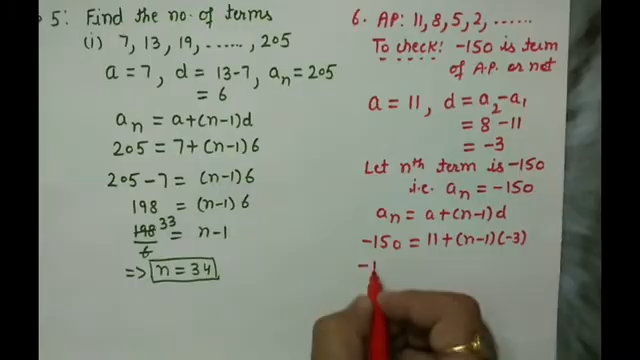 5: Find the no. of terms
(i) 7, 13, 19, ......, 205
a = 7, d = 13-7, an = 205
= 6
an = a+(n-1)d
205 = 7+(n-1)6
205-7 = (n-1)6
198 = (n-1)6
198 33
6 = n-1
=> n = 34
6. AP: 11, 8, 5, 2, ......
To check: -150 is term
of A.P. or not
a = 11, d = a2-a1
= 8-11
= -3
Let nth term is -150
i.e. an = -150
an = a+(n-1)d
-150 = 11+(n-1)(-3)
-1